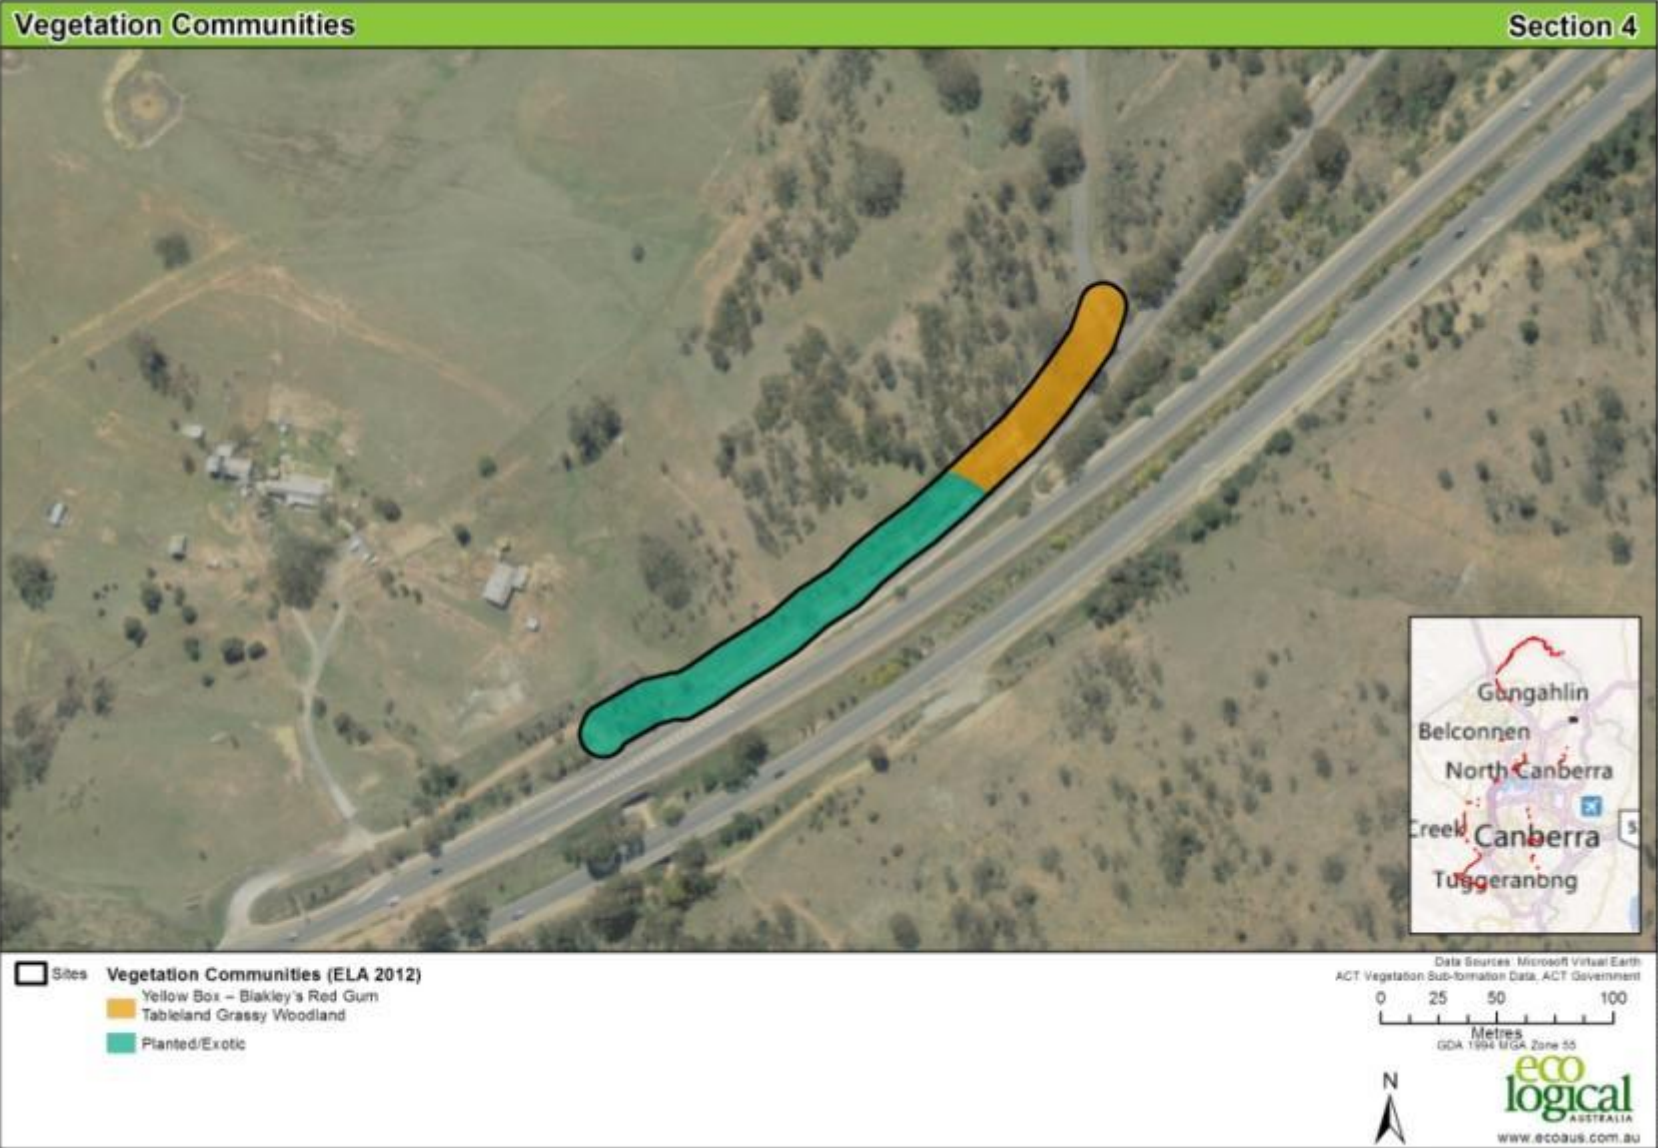 Vegetation Communities
Section 4
Gungahlin
Belconnen
North Canberra
Creek
Canberra
5
Tuggeranong
Sites
Vegetation Communities (ELA 2012)
Yellow Box – Blakley's Red Gum
Tableland Grassy Woodland
Planted/Exotic
Data Sources: Microsoft Virtual Earth
ACT Vegetation Sub-formation Data, ACT Government
0 25 50 100
Metres
GDA 1994 MGA Zone 55
N
eco
logical
AUSTRALIA
www.ecoaus.com.au